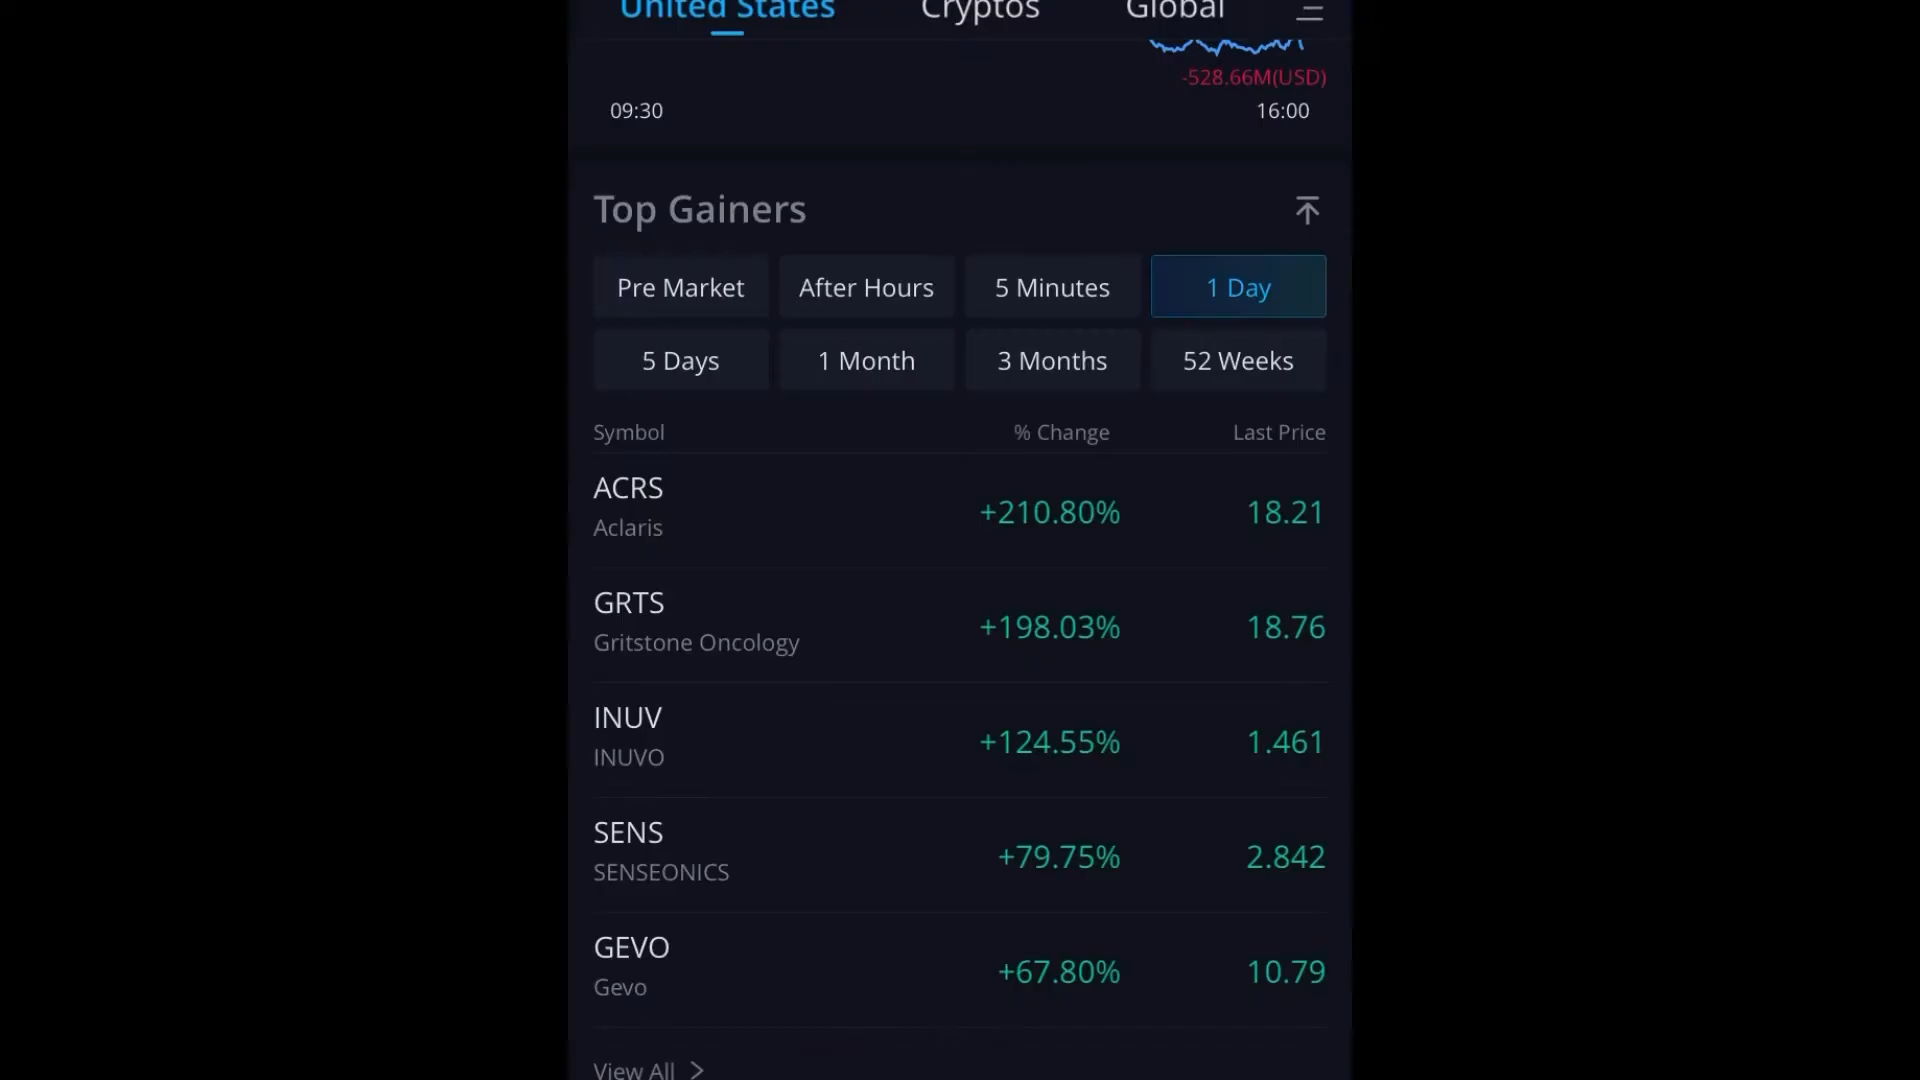 United States Cryptos Global
-528.66M(USD)
09:30 16:00
Top Gainers
Pre Market After Hours 5 Minutes 1 Day
5 Days 1 Month 3 Months 52 Weeks
Symbol % Change Last Price
ACRS
Aclaris +210.80% 18.21
GRTS
Gritstone Oncology +198.03% 18.76
INUV
INUVO +124.55% 1.461
SENS
SENSEONICS +79.75% 2.842
GEVO
Gevo +67.80% 10.79
View All